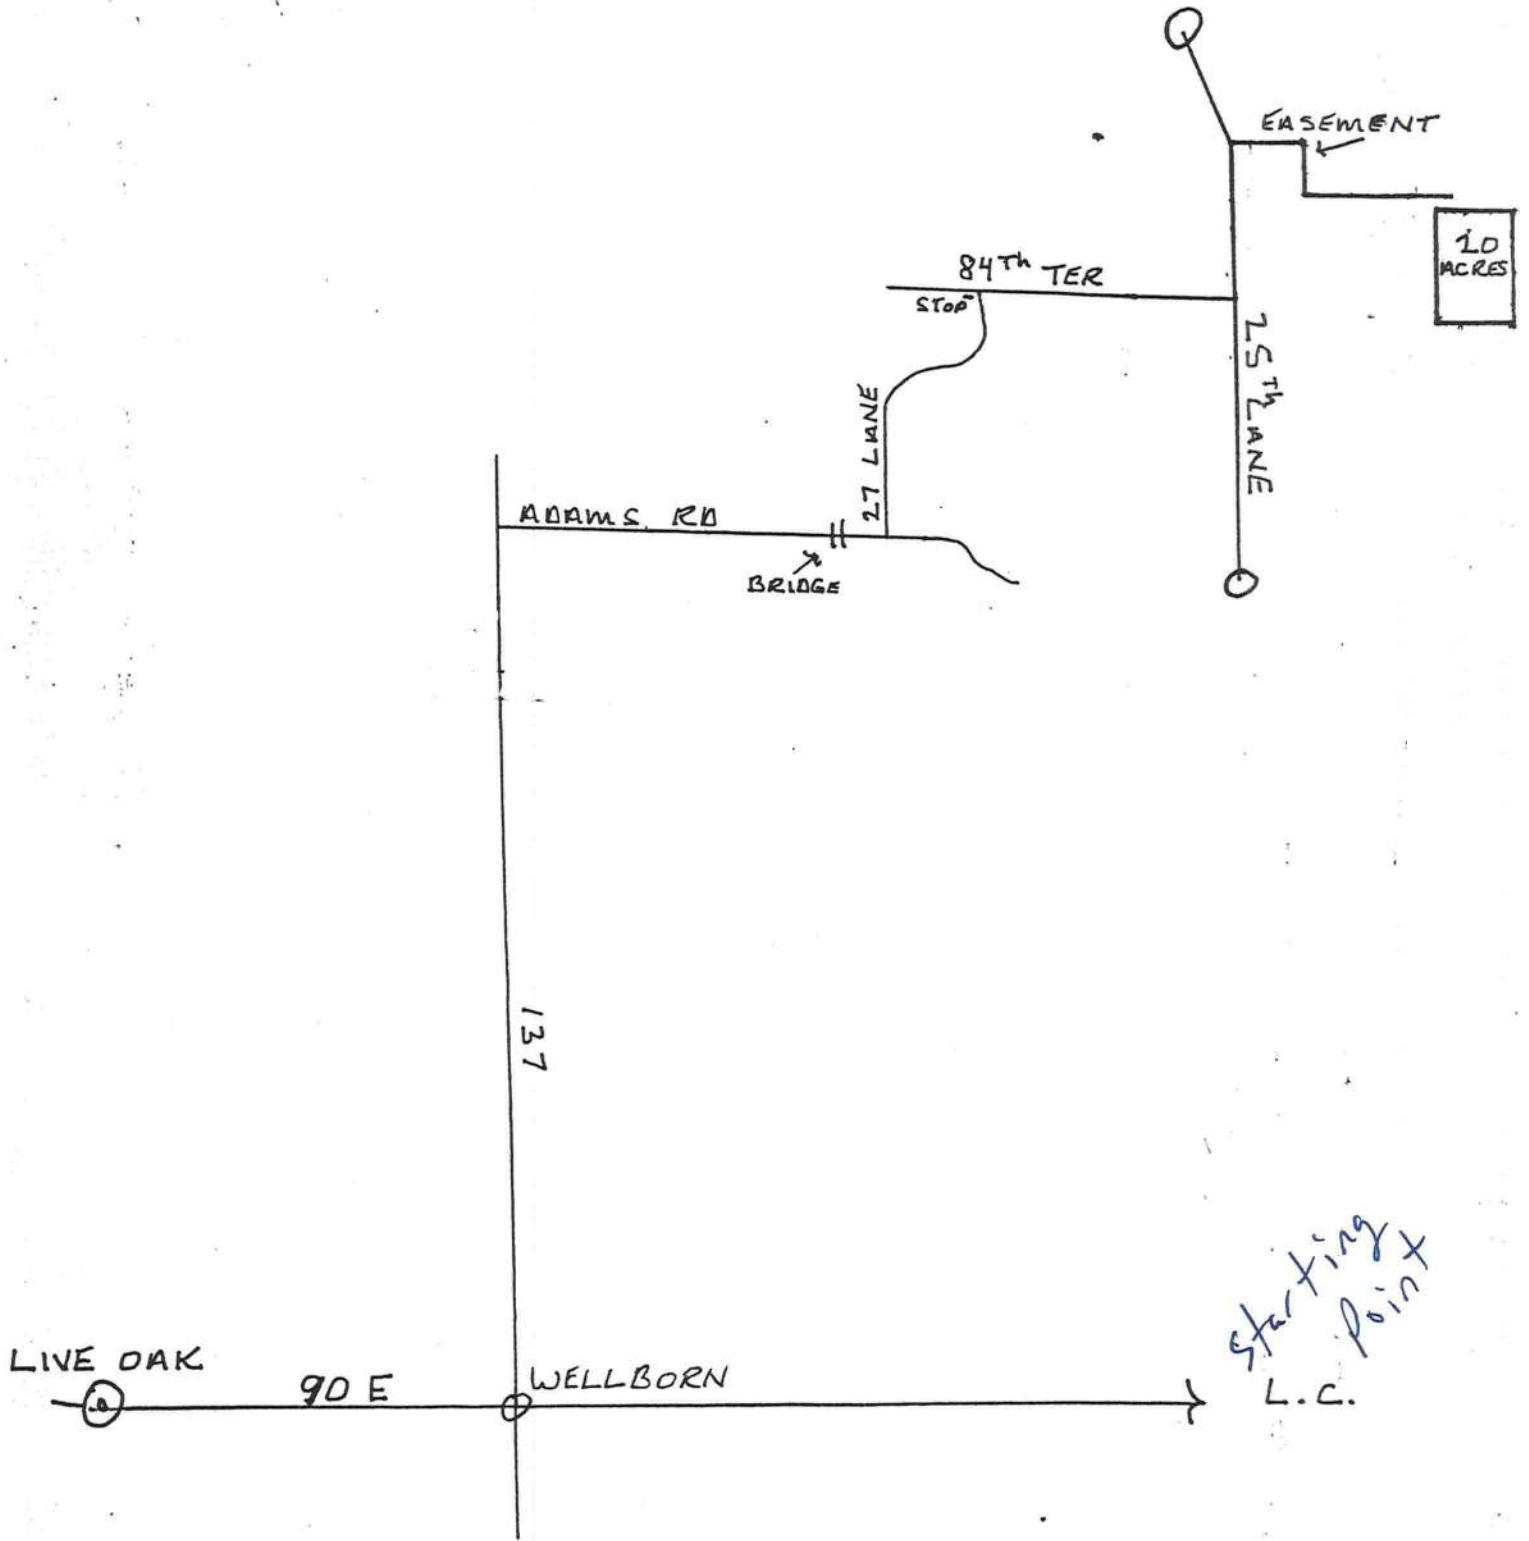 EASEMENT
10
ACRES
84Th TER
STOP
25Th LANE
27 LANE
ADAMS RD
BRIDGE
137
starting
point
LIVE OAK
90 E
WELLBORN
L.C.